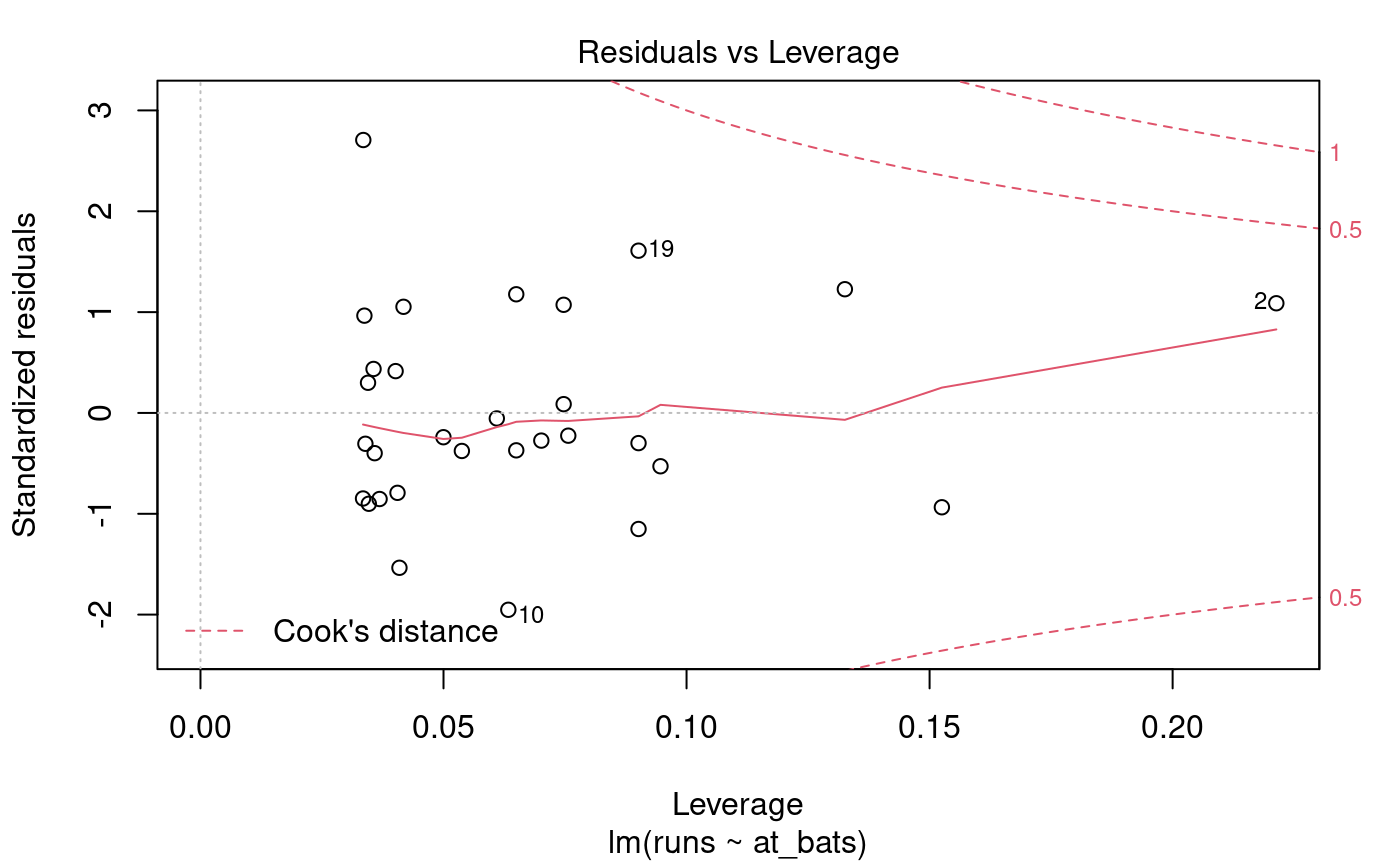 Residuals vs Leverage
Standardized residuals
3
2
1
0
-1
-2
1
0.5
0.5
19
2
10
Cook's distance
0.00 0.05 0.10 0.15 0.20
Leverage
lm(runs ~ at_bats)